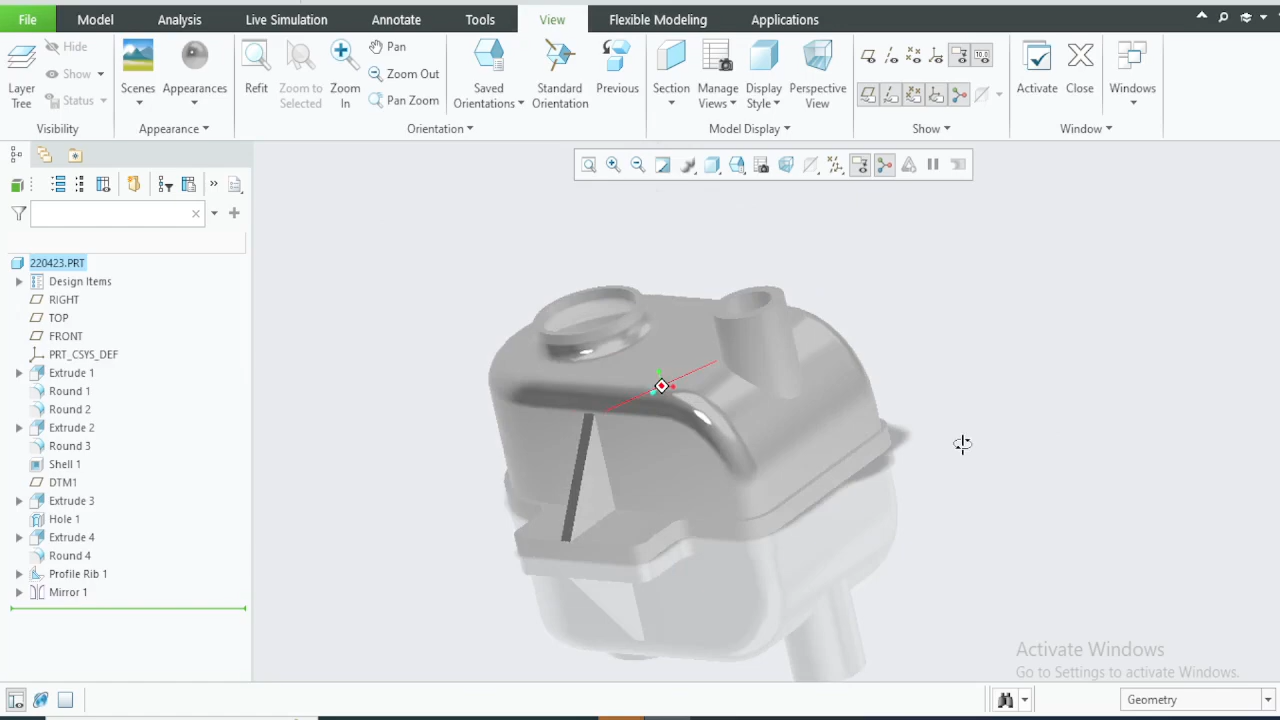 File Model Analysis Live Simulation Annotate Tools View Flexible Modeling Applications
Hide
Show
Status
Layer Tree
Visibility
Scenes
Appearances
Appearance
Refit
Zoom to Selected
Zoom In
Pan
Zoom Out
Pan Zoom
Saved Orientations
Standard Orientation
Previous
Orientation
Section
Manage Views
Display Style
Perspective View
Model Display
10.0
Show
Activate
Close
Window
Windows
220423.PRT
Design Items
RIGHT
TOP
FRONT
PRT_CSYS_DEF
Extrude 1
Round 1
Round 2
Extrude 2
Round 3
Shell 1
DTM1
Extrude 3
Hole 1
Extrude 4
Round 4
Profile Rib 1
Mirror 1
Activate Windows
Go to Settings to activate Windows.
Geometry